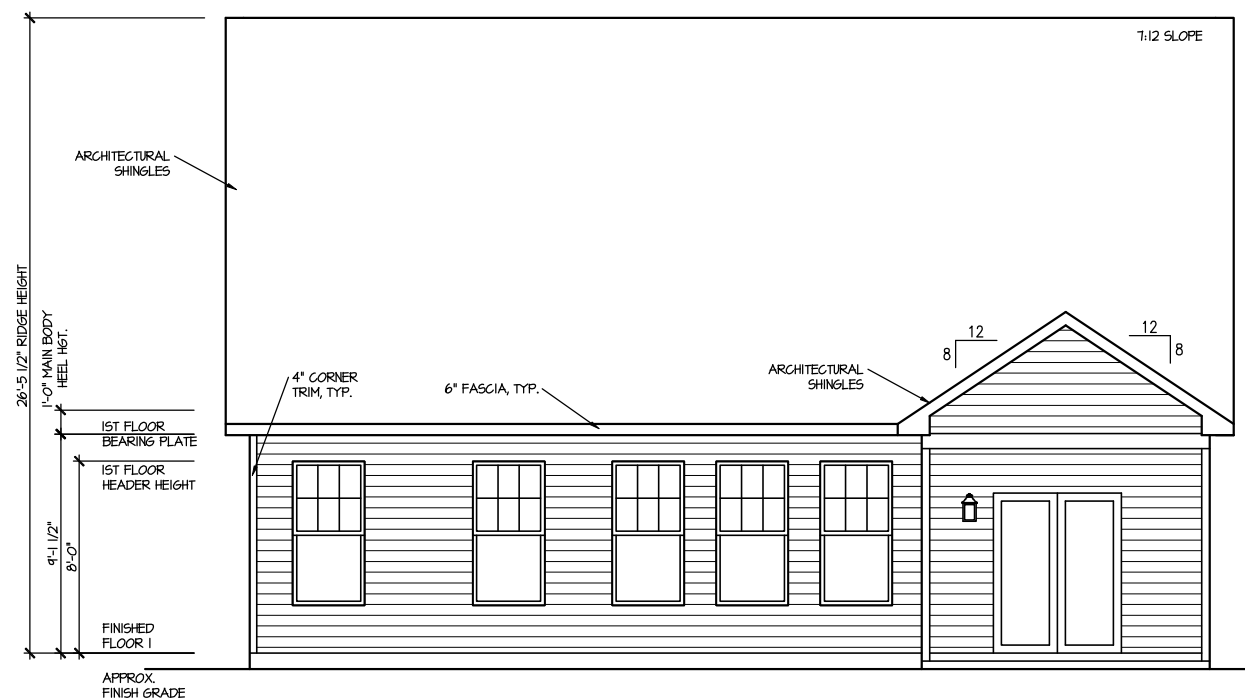 7:12 SLOPE
ARCHITECTURAL
SHINGLES
26'-5 1/2" RIDGE HEIGHT
1'-0" MAIN BODY
HEEL HGT.
12
8
12
8
ARCHITECTURAL
SHINGLES
4" CORNER
TRIM, TYP.
6" FASCIA, TYP.
1ST FLOOR
BEARING PLATE
1ST FLOOR
HEADER HEIGHT
9'-1 1/2"
8'-0"
FINISHED
FLOOR 1
APPROX.
FINISH GRADE